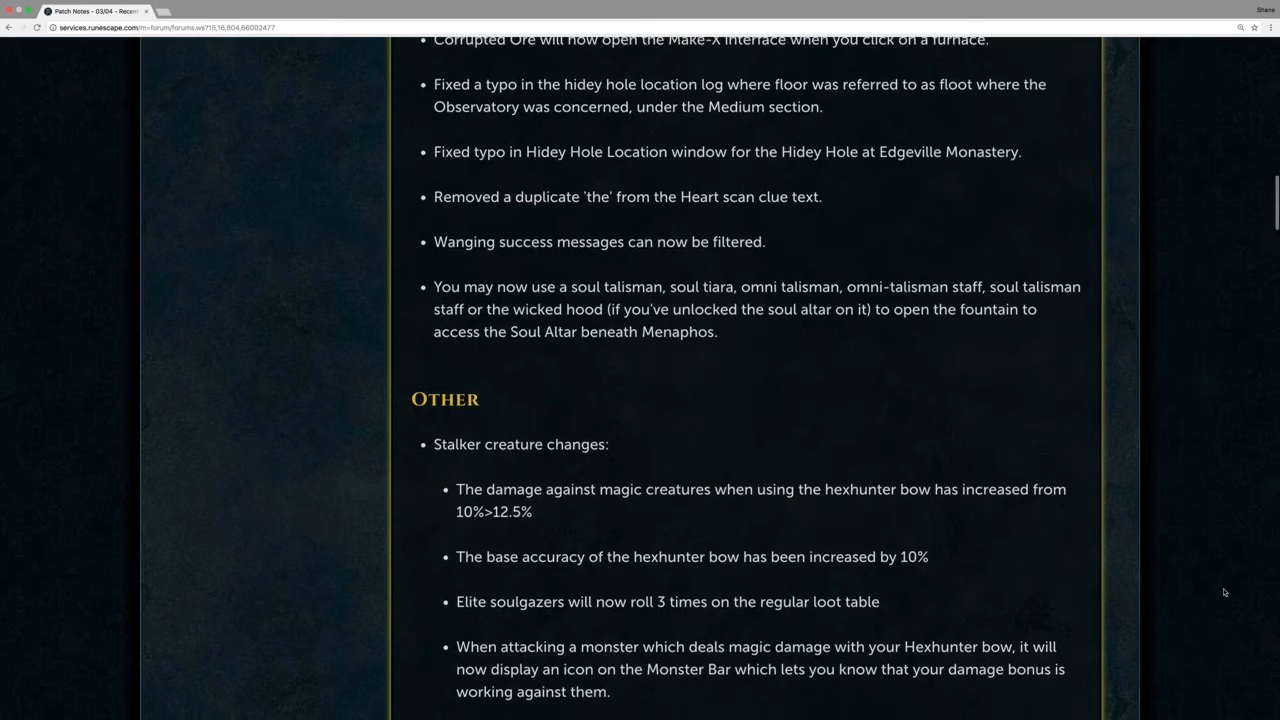 Shane
Patch Notes - 03/04 - Recen
services.runescape.com/m=forum/forums.ws?15,16,804,66002477
• Corrupted Ore will now open the Make-X interface when you click on a furnace.
• Fixed a typo in the hidey hole location log where floor was referred to as floot where the
Observatory was concerned, under the Medium section.
• Fixed typo in Hidey Hole Location window for the Hidey Hole at Edgeville Monastery.
• Removed a duplicate 'the' from the Heart scan clue text.
• Wanging success messages can now be filtered.
• You may now use a soul talisman, soul tiara, omni talisman, omni-talisman staff, soul talisman
staff or the wicked hood (if you've unlocked the soul altar on it) to open the fountain to
access the Soul Altar beneath Menaphos.
OTHER
• Stalker creature changes:
• The damage against magic creatures when using the hexhunter bow has increased from
10%>12.5%
• The base accuracy of the hexhunter bow has been increased by 10%
• Elite soulgazers will now roll 3 times on the regular loot table
• When attacking a monster which deals magic damage with your Hexhunter bow, it will
now display an icon on the Monster Bar which lets you know that your damage bonus is
working against them.